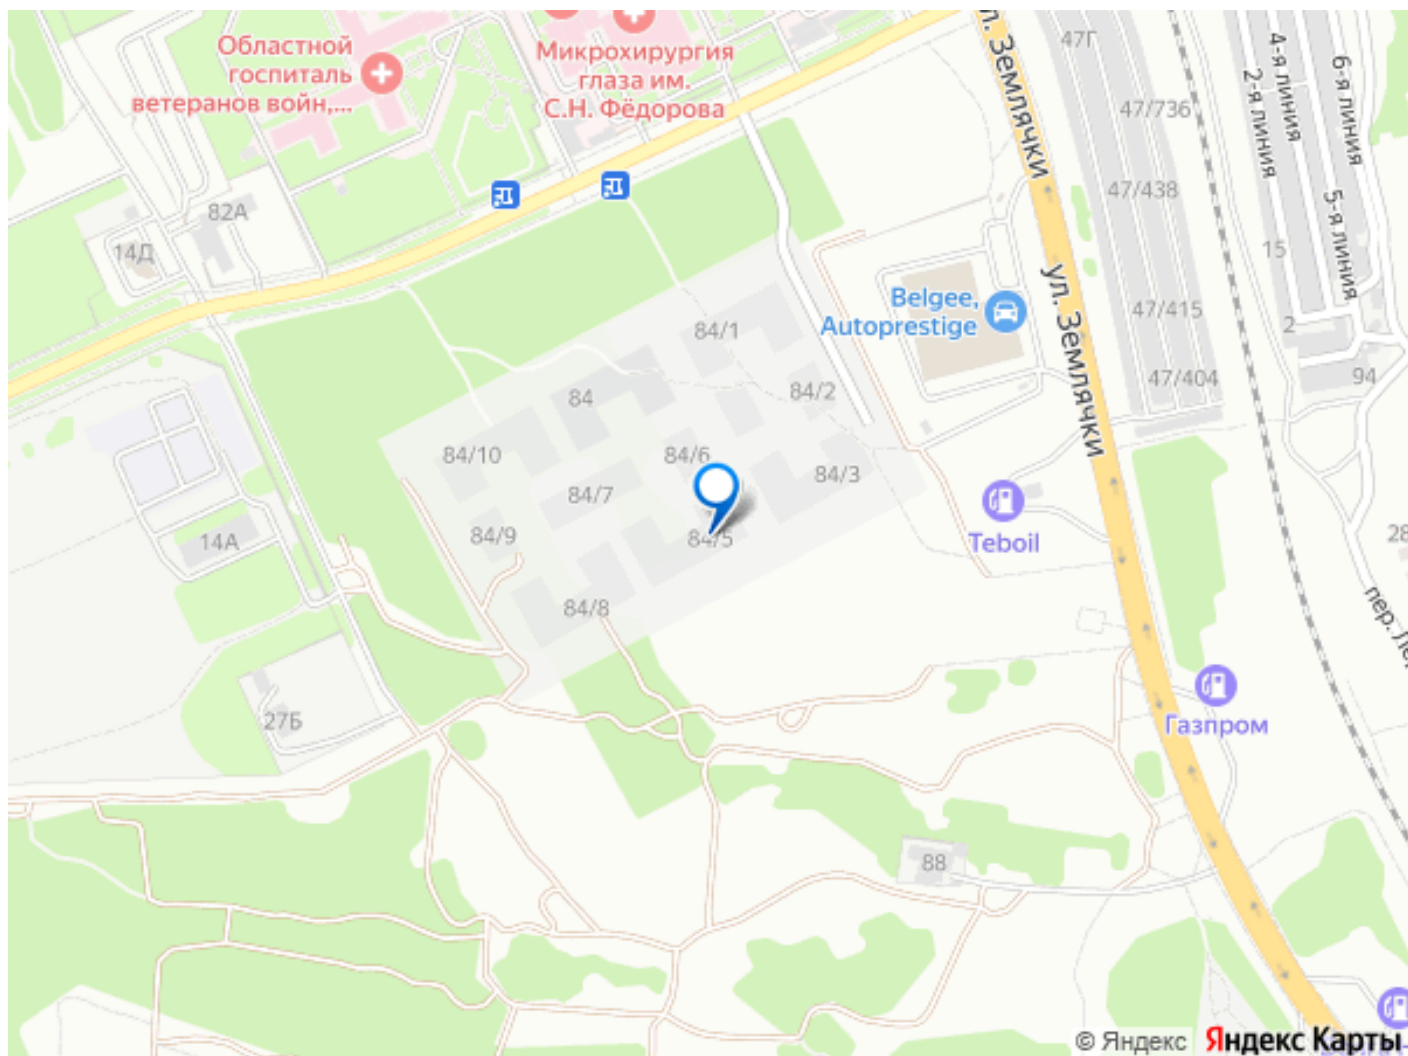 Областной
госпиталь
ветеранов войн,...
Микрохирургия
глаза им.
С.Н. Фёдорова
л. Землячки
47Г
47/736
47/438
47/415
47/404
4-я линия
2-я линия
6-я линия
5-я линия
15
2
94
82А
14Д
ул. Землячки
Belgee,
Autoprestige
84/1
84/2
84
84/10
84/6
84/3
84/7
84/9
84/5
84/8
14А
27Б
Teboil
28
пер. Ле
Газпром
88
© Яндекс
Яндекс Карты